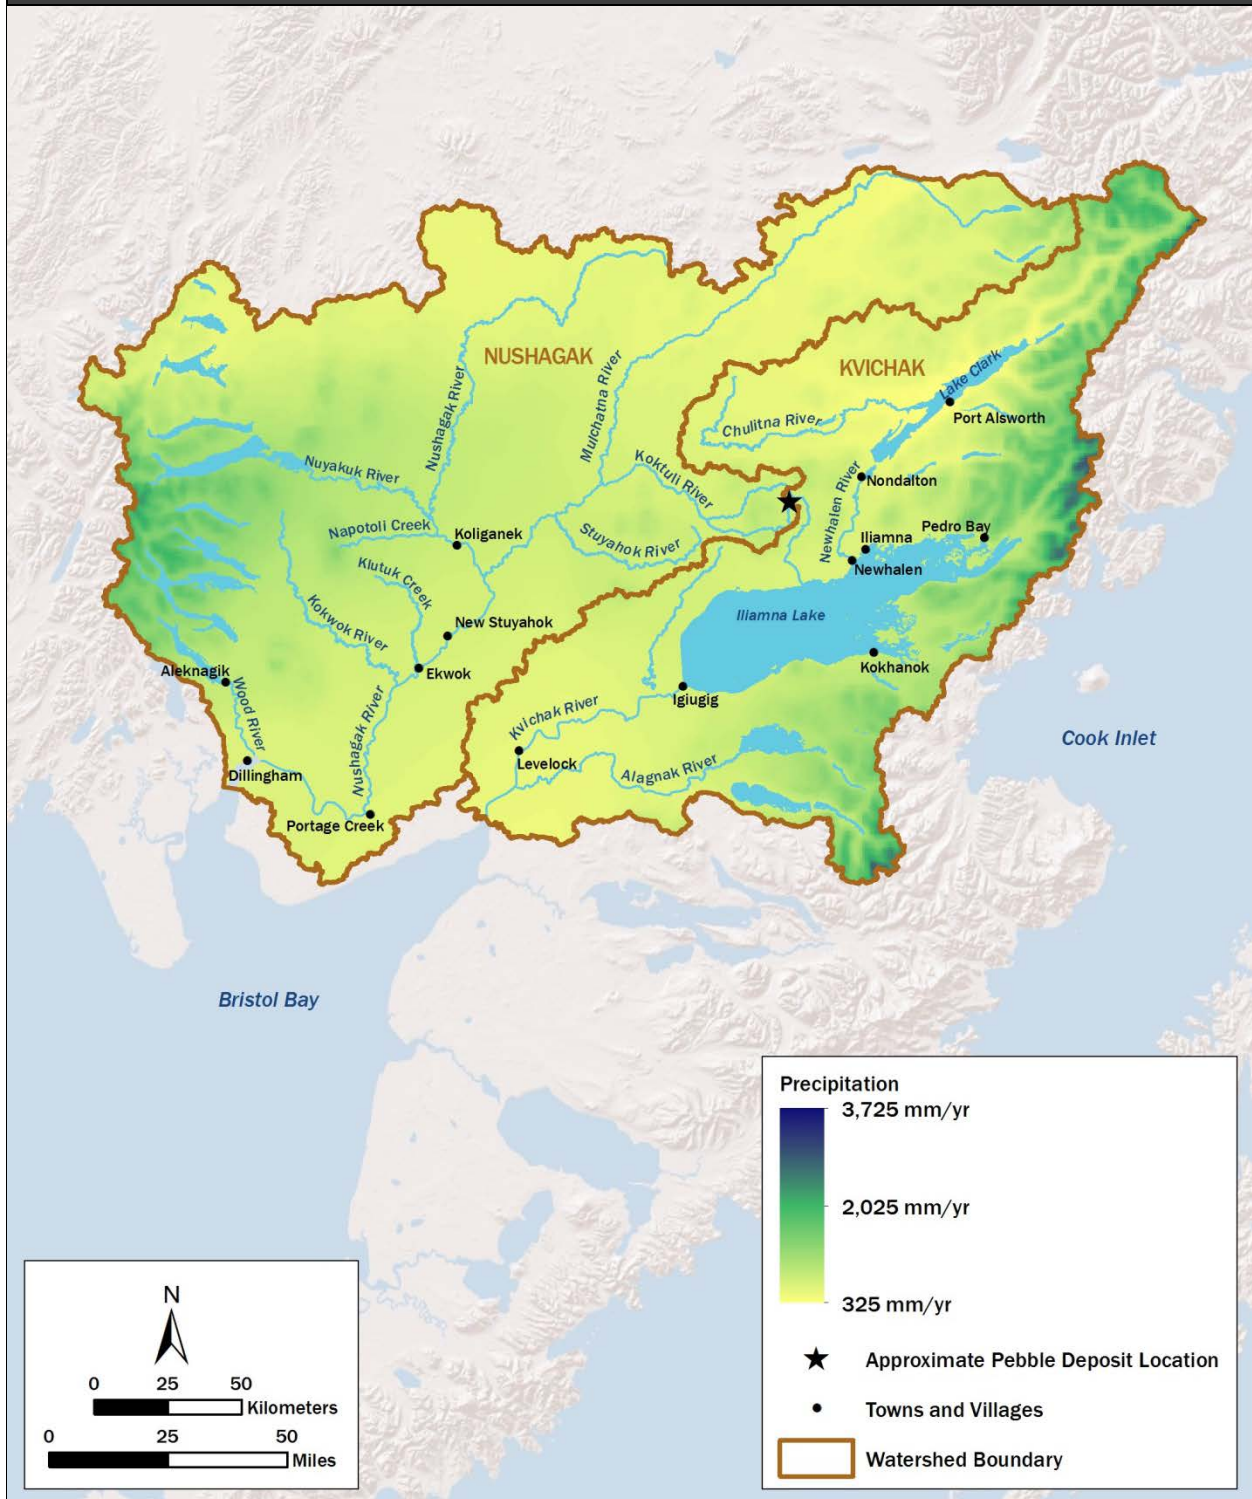 NUSHAGAK
KVICHAK
Lake Clark
Port Alsworth
Mulchatna River
Nushagak River
Chulitna River
Koktuli River
Nuyakuk River
Newhalen River
Nondalton
Napotoli Creek
Koliganek
Stuyahok River
Pedro Bay
Iliamna
Newhalen
Klutuk Creek
Kokwok River
New Stuyahok
Iliamna Lake
Kokhanok
Aleknagik
Ekwok
Wood River
Igiugig
Nushagak River
Kvichak River
Cook Inlet
Levelock
Alagnak River
Dillingham
Portage Creek
Bristol Bay
Precipitation
3,725 mm/yr
2,025 mm/yr
325 mm/yr
Approximate Pebble Deposit Location
Towns and Villages
Watershed Boundary
N
0 25 50
Kilometers
0 25 50
Miles